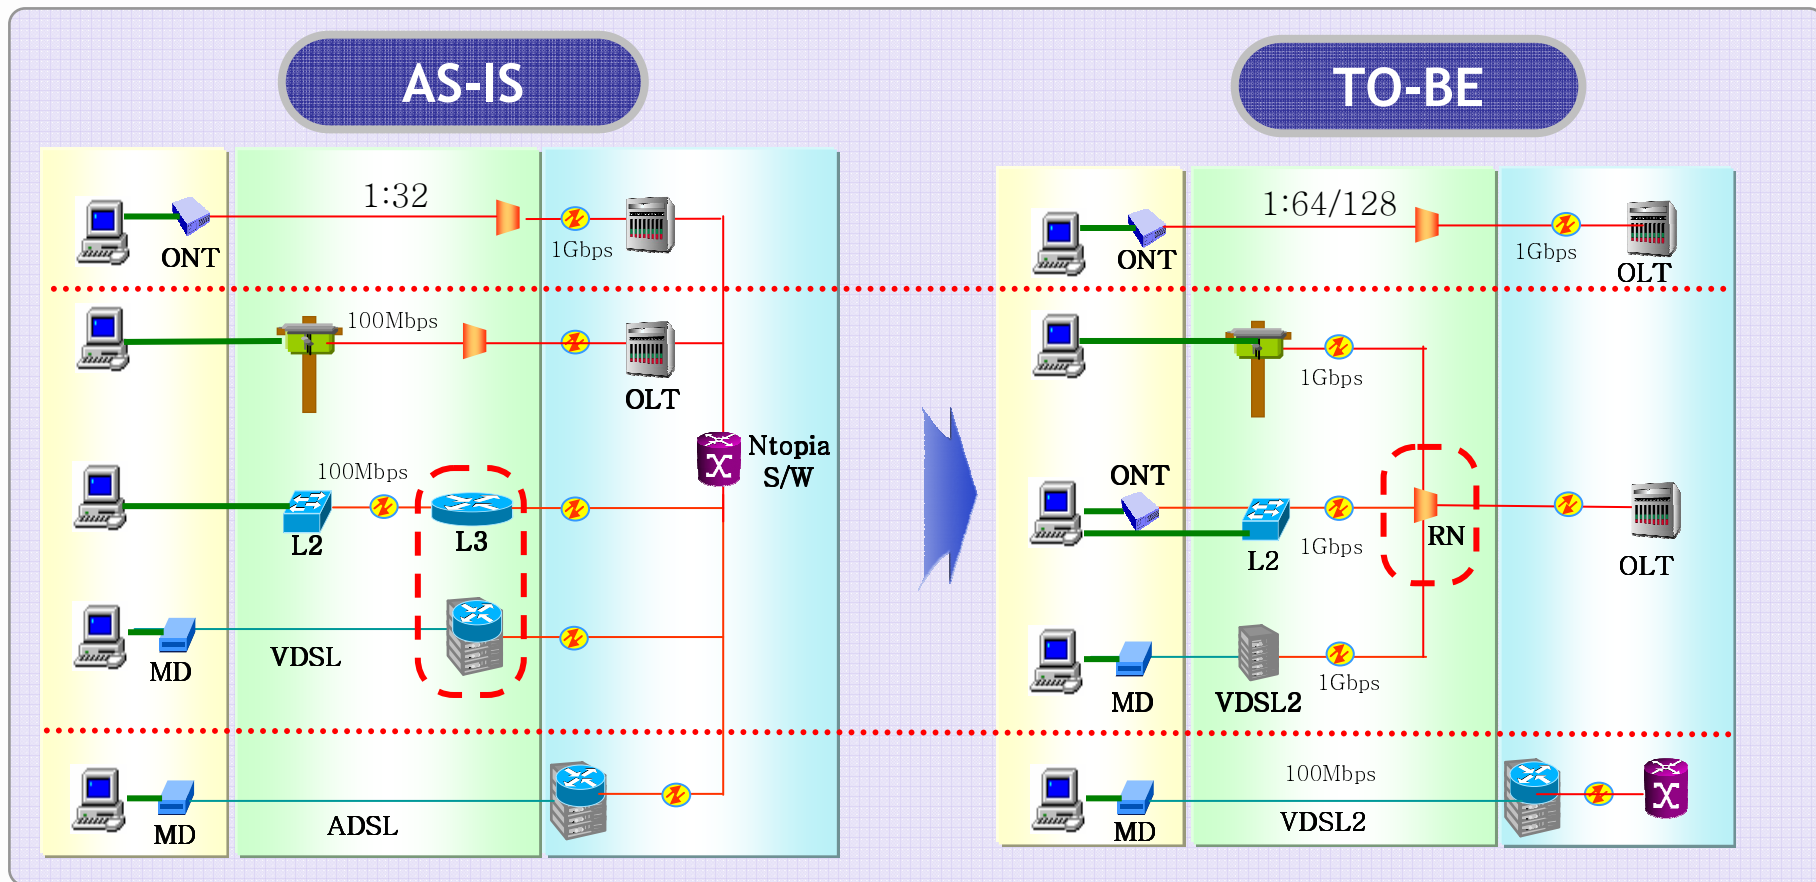 AS-IS
1:32
1Gbps
ONT
100Mbps
OLT
Ntopia
S/W
100Mbps
L2
L3
VDSL
MD
ADSL
MD
TO-BE
1:64/128
1Gbps
ONT
OLT
1Gbps
ONT
L2
1Gbps
RN
OLT
1Gbps
MD
VDSL2
100Mbps
MD
VDSL2